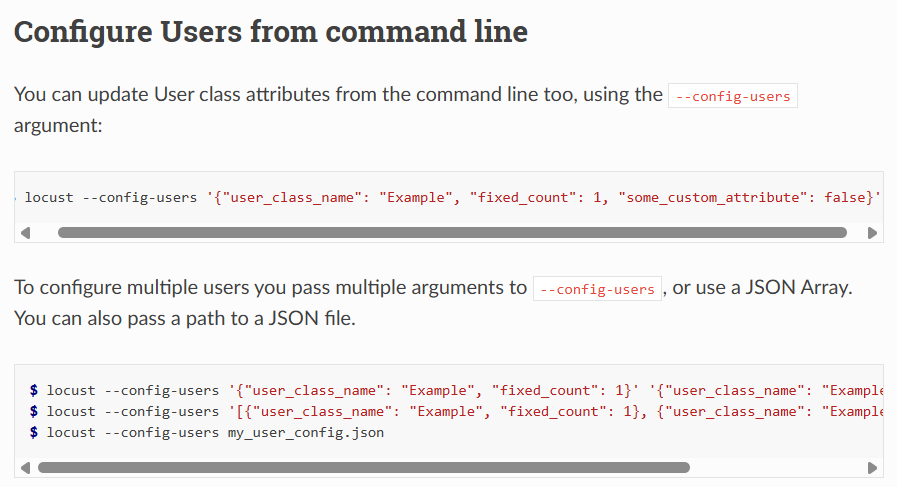 Configure Users from command line
You can update User class attributes from the command line too, using the --config-users
argument:
locust --config-users '{"user_class_name": "Example", "fixed_count": 1, "some_custom_attribute": false}'
To configure multiple users you pass multiple arguments to --config-users, or use a JSON Array.
You can also pass a path to a JSON file.
$ locust --config-users '{"user_class_name": "Example", "fixed_count": 1}' '{"user_class_name": "Example
$ locust --config-users '[{"user_class_name": "Example", "fixed_count": 1}, {"user_class_name": "Example
$ locust --config-users my_user_config.json